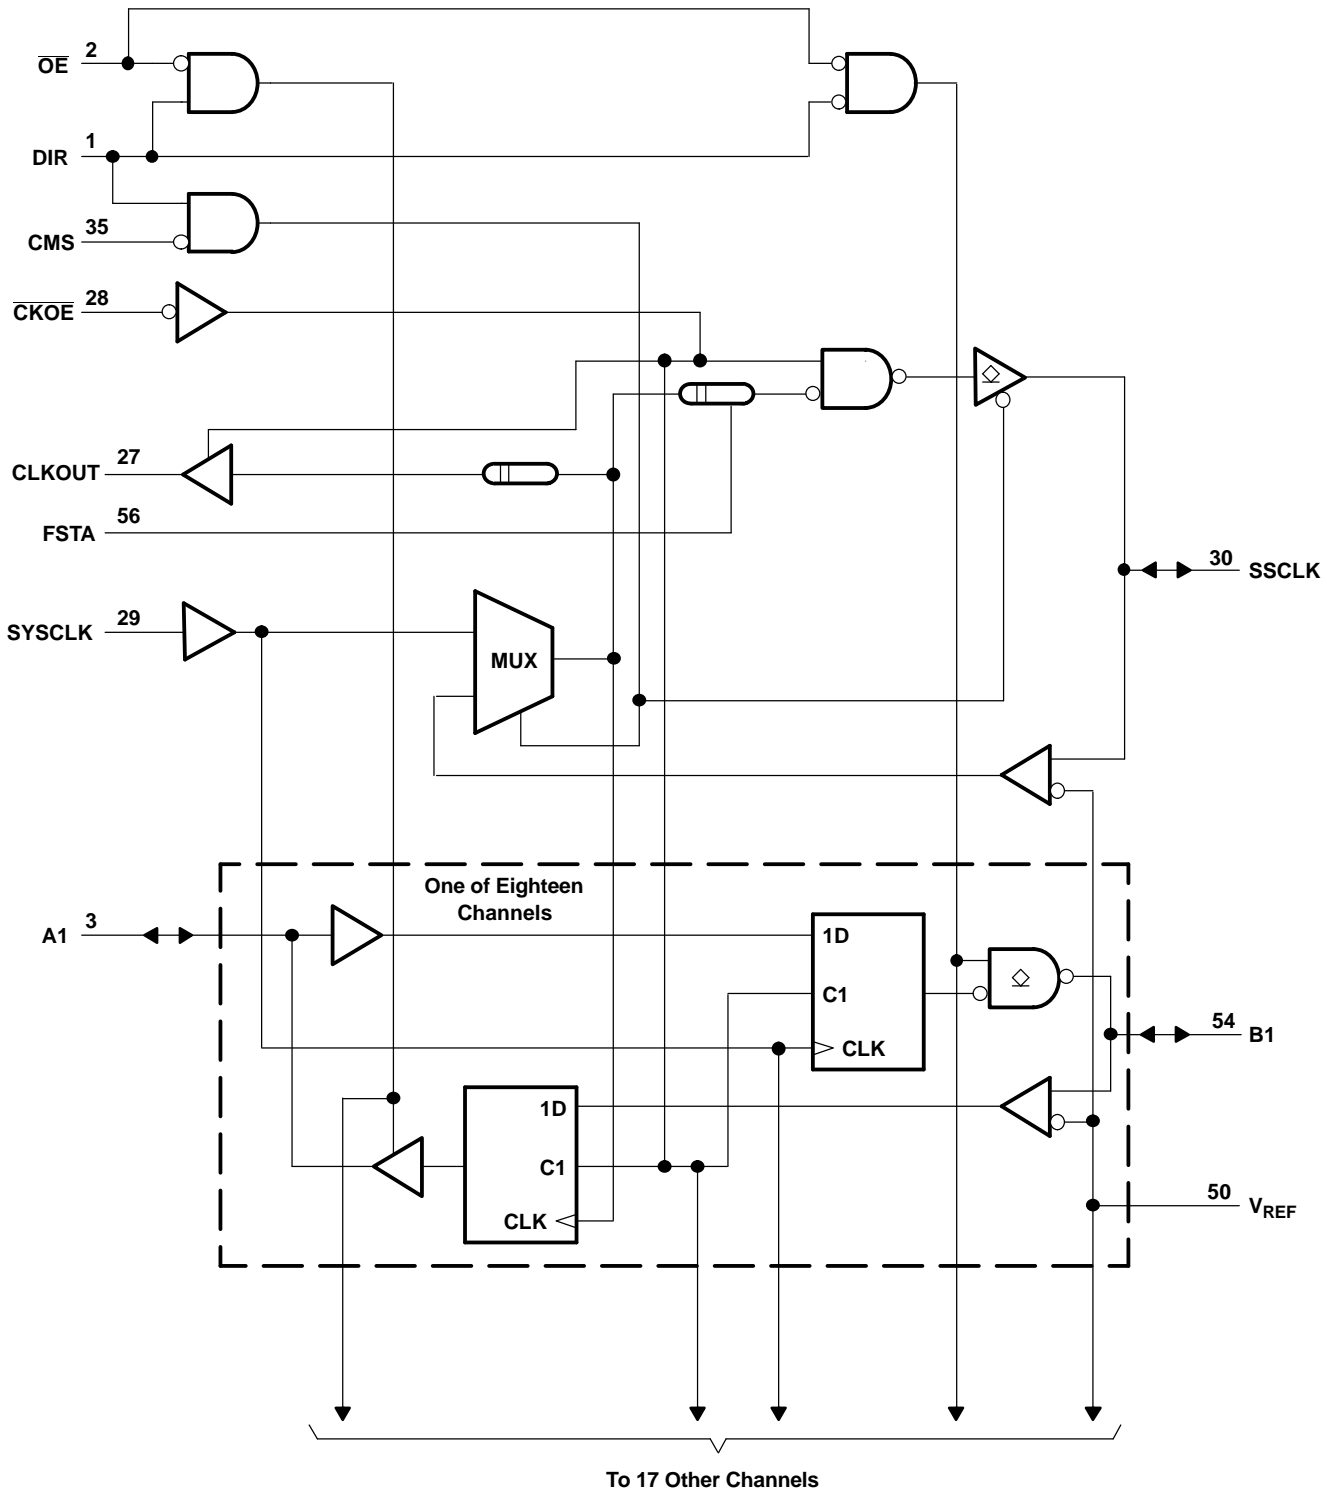 OE 2
DIR 1
CMS 35
CKOE 28
CLKOUT 27
FSTA 56
30 SSCLK
SYSCLK 29
MUX
One of Eighteen
Channels
A1 3
1D
C1
CLK
54 B1
1D
C1
CLK
50 VREF
To 17 Other Channels